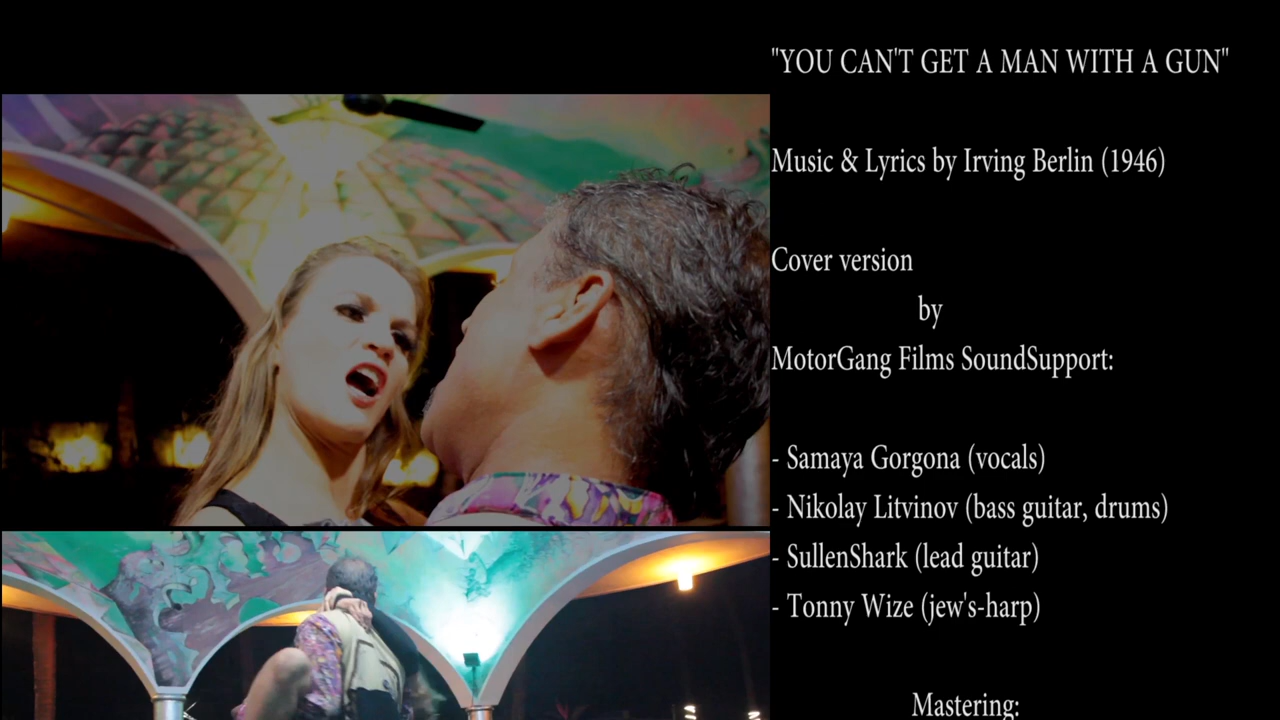 "YOU CAN'T GET A MAN WITH A GUN"
Music & Lyrics by Irving Berlin (1946)
Cover version
by
MotorGang Films SoundSupport:
- Samaya Gorgona (vocals)
- Nikolay Litvinov (bass guitar, drums)
- SullenShark (lead guitar)
- Tonny Wize (jew's-harp)
Mastering: